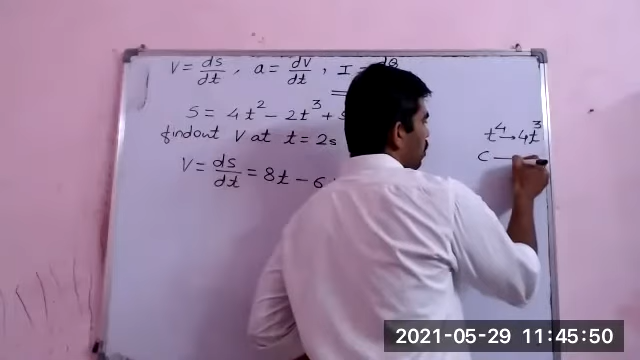 V = ds/dt , a = dV/dt , I = dQ
S = 4t² - 2t³ +
findout V at t = 2s
V = ds/dt = 8t - 6
t⁴ → 4t³
C —
2021-05-29 11:45:50